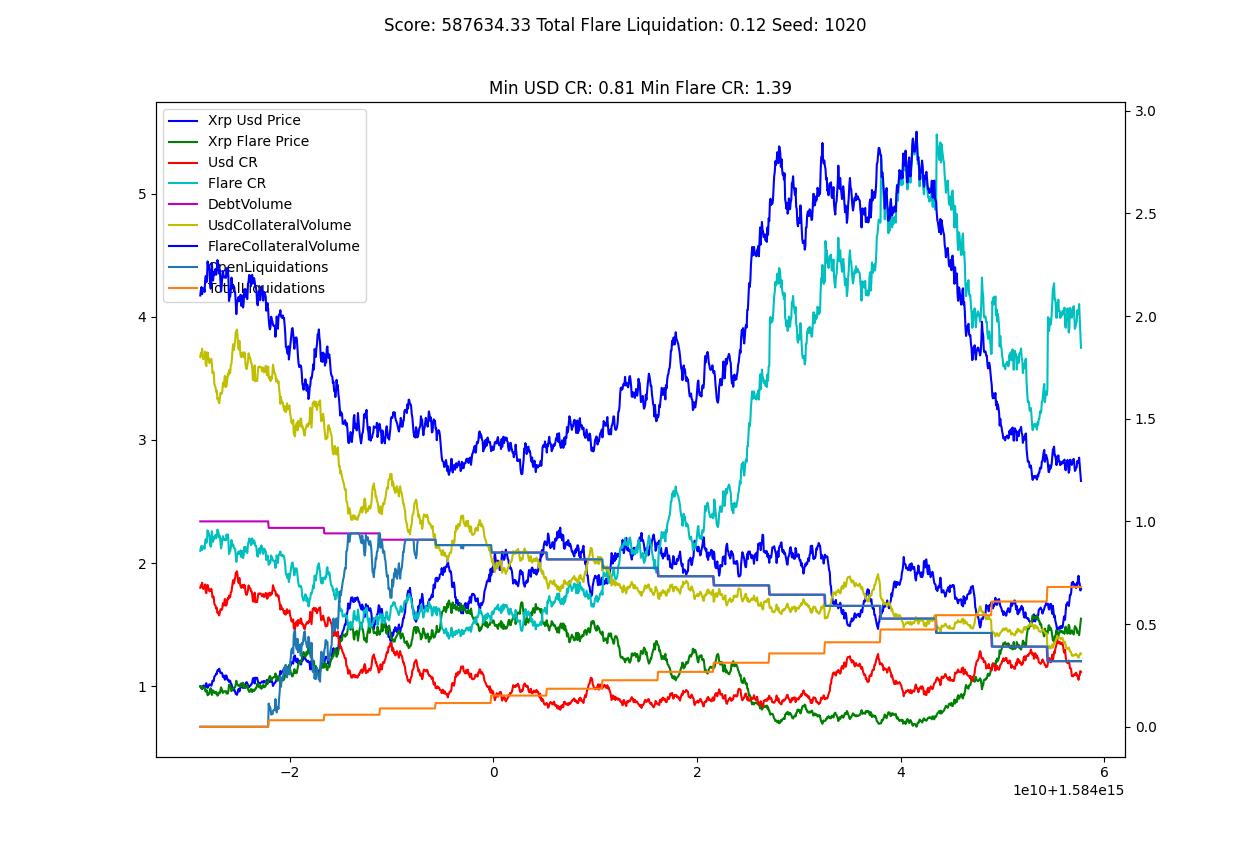 Score: 587634.33 Total Flare Liquidation: 0.12 Seed: 1020
Min USD CR: 0.81 Min Flare CR: 1.39
Xrp Usd Price
Xrp Flare Price
Usd CR
Flare CR
DebtVolume
UsdCollateralVolume
FlareCollateralVolume
OpenLiquidations
TotalLiquidations
5
4
3
2
1
3.0
2.5
2.0
1.5
1.0
0.5
0.0
−2
0
2
4
6
1e10+1.584e15